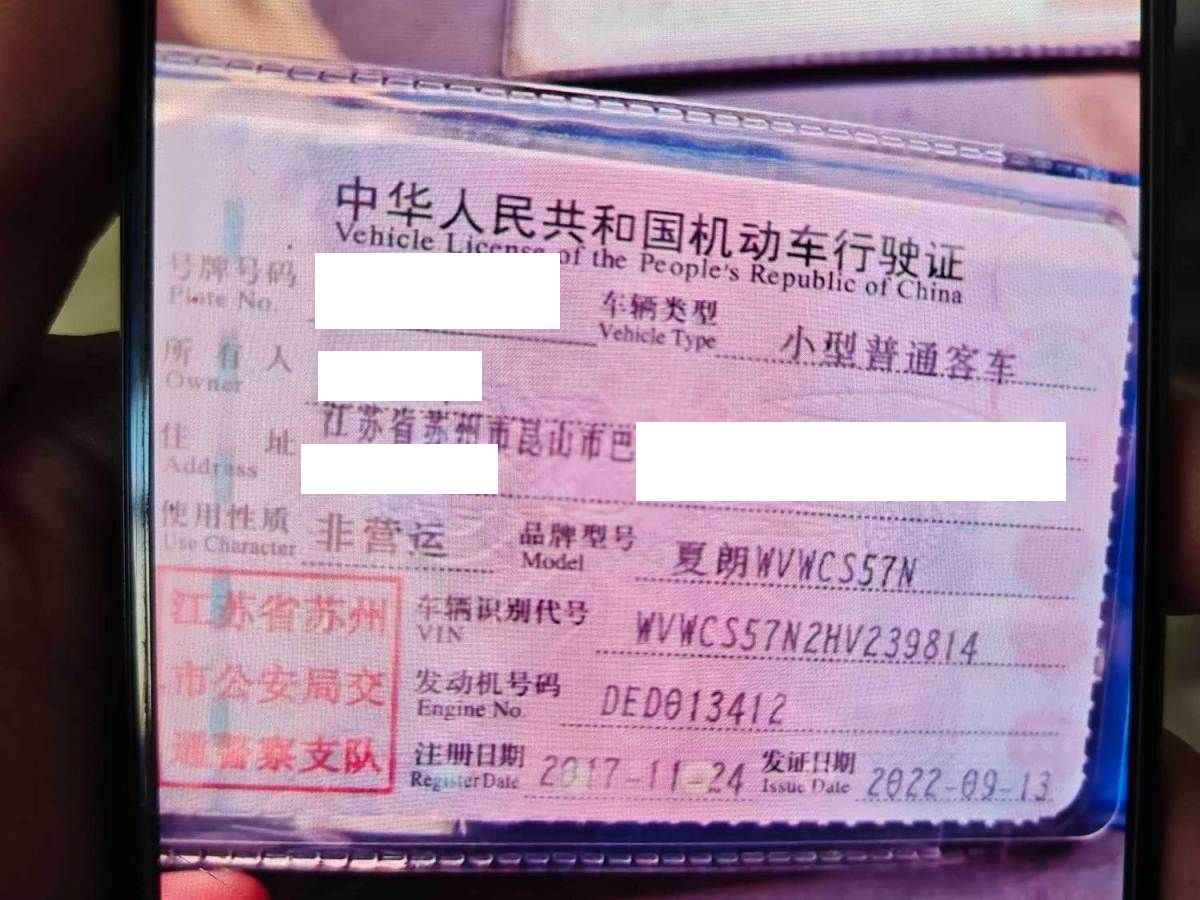 中华人民共和国机动车行驶证
Vehicle License of the People's Republic of China
号牌号码
Plate No.
车辆类型 小型普通客车
Vehicle Type
所有人
Owner
住址 江苏省苏州市昆山市巴
Address
使用性质 非营运
Use Character
品牌型号 夏朗WVWCS57N
Model
江苏省苏州
市公安局交
通警察支队
车辆识别代号 WVWCS57N2HV239814
VIN
发动机号码 DED013412
Engine No.
注册日期 2017-11-24
Register Date
发证日期 2022-09-13
Issue Date